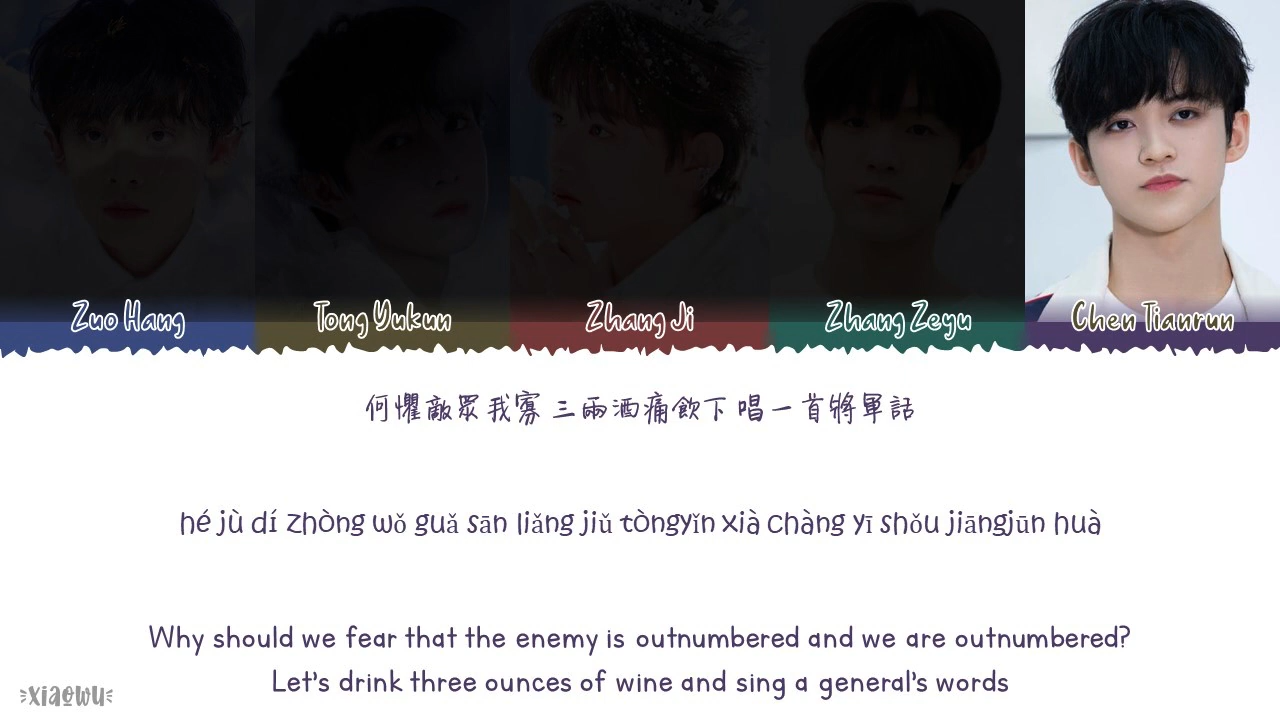 Zuo Hang
Tong Yukun
Zhang Ji
Zhang Zeyu
Chen Tianrun
何懼敵眾我寡 三兩酒痛飲下 唱一首將軍話
hé jù dí zhòng wǒ guǎ sān liǎng jiǔ tòngyǐn xià chàng yī shǒu jiāngjūn huà
Why should we fear that the enemy is outnumbered and we are outnumbered?
Let's drink three ounces of wine and sing a general's words
xiaowu